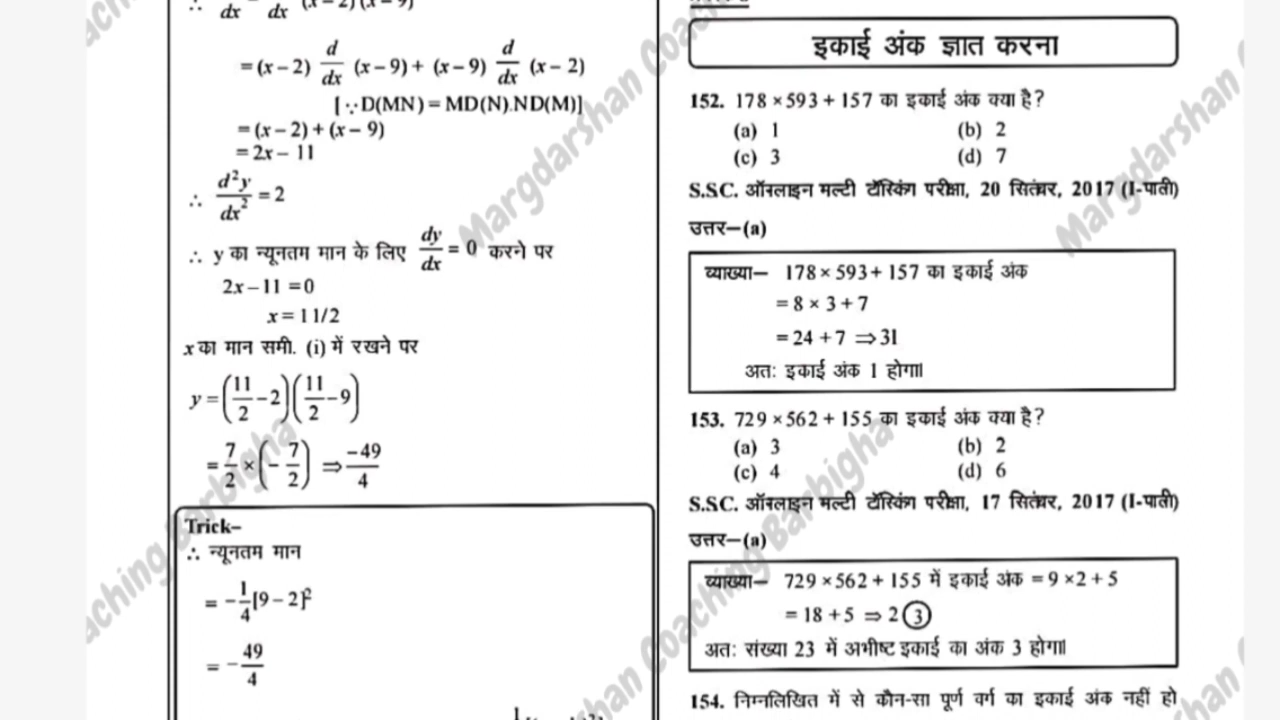 ∴ d/dx (x – 2) (x – 9)
= (x – 2) d/dx (x – 9) + (x – 9) d/dx (x – 2)
[∵D(MN) = MD(N).ND(M)]
= (x – 2) + (x – 9)
= 2x – 11
∴ d²y/dx² = 2
∴ y का न्यूनतम मान के लिए dy/dx = 0 करने पर
2x – 11 = 0
x = 11/2
x का मान समी. (i) में रखने पर
y = (11/2 – 2)(11/2 – 9)
= 7/2 × (– 7/2) ⇒ –49/4
Trick–
∴ न्यूनतम मान
= –1/4[9 – 2]²
= – 49/4
इकाई अंक ज्ञात करना
152. 178 × 593 + 157 का इकाई अंक क्या है?
(a) 1 (b) 2
(c) 3 (d) 7
S.SC. ऑनलाइन मल्टी टॉस्किंग परीक्षा, 20 सितंबर, 2017 (I-पाली)
उत्तर—(a)
व्याख्या— 178 × 593 + 157 का इकाई अंक
= 8 × 3 + 7
= 24 + 7 ⇒ 31
अतः इकाई अंक 1 होगा।
153. 729 × 562 + 155 का इकाई अंक क्या है?
(a) 3 (b) 2
(c) 4 (d) 6
S.SC. ऑनलाइन मल्टी टॉस्किंग परीक्षा, 17 सितंबर, 2017 (I-पाली)
उत्तर—(a)
व्याख्या— 729 × 562 + 155 में इकाई अंक = 9 × 2 + 5
= 18 + 5 ⇒ 2③
अतः संख्या 23 में अभीष्ट इकाई का अंक 3 होगा।
154. निम्नलिखित में से कौन-सा पूर्ण वर्ग का इकाई अंक नहीं हो
Margdarshan Coaching Barbigha